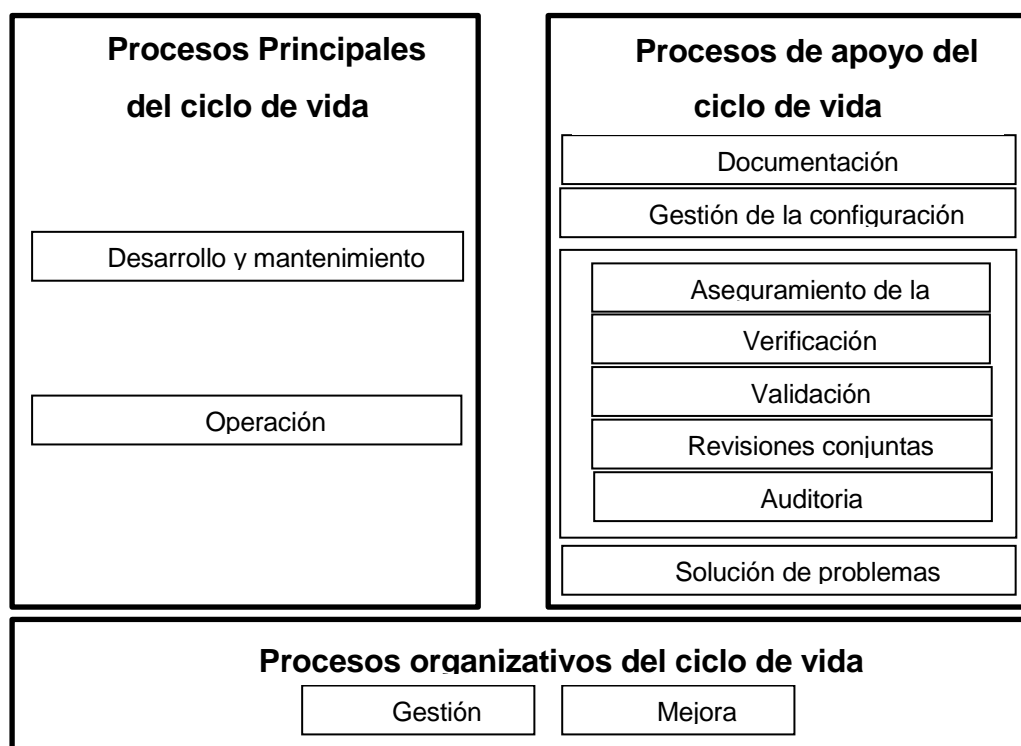 Procesos Principales
del ciclo de vida
Desarrollo y mantenimiento
Operación
Procesos de apoyo del
ciclo de vida
Documentación
Gestión de la configuración
Aseguramiento de la
Verificación
Validación
Revisiones conjuntas
Auditoria
Solución de problemas
Procesos organizativos del ciclo de vida
Gestión
Mejora